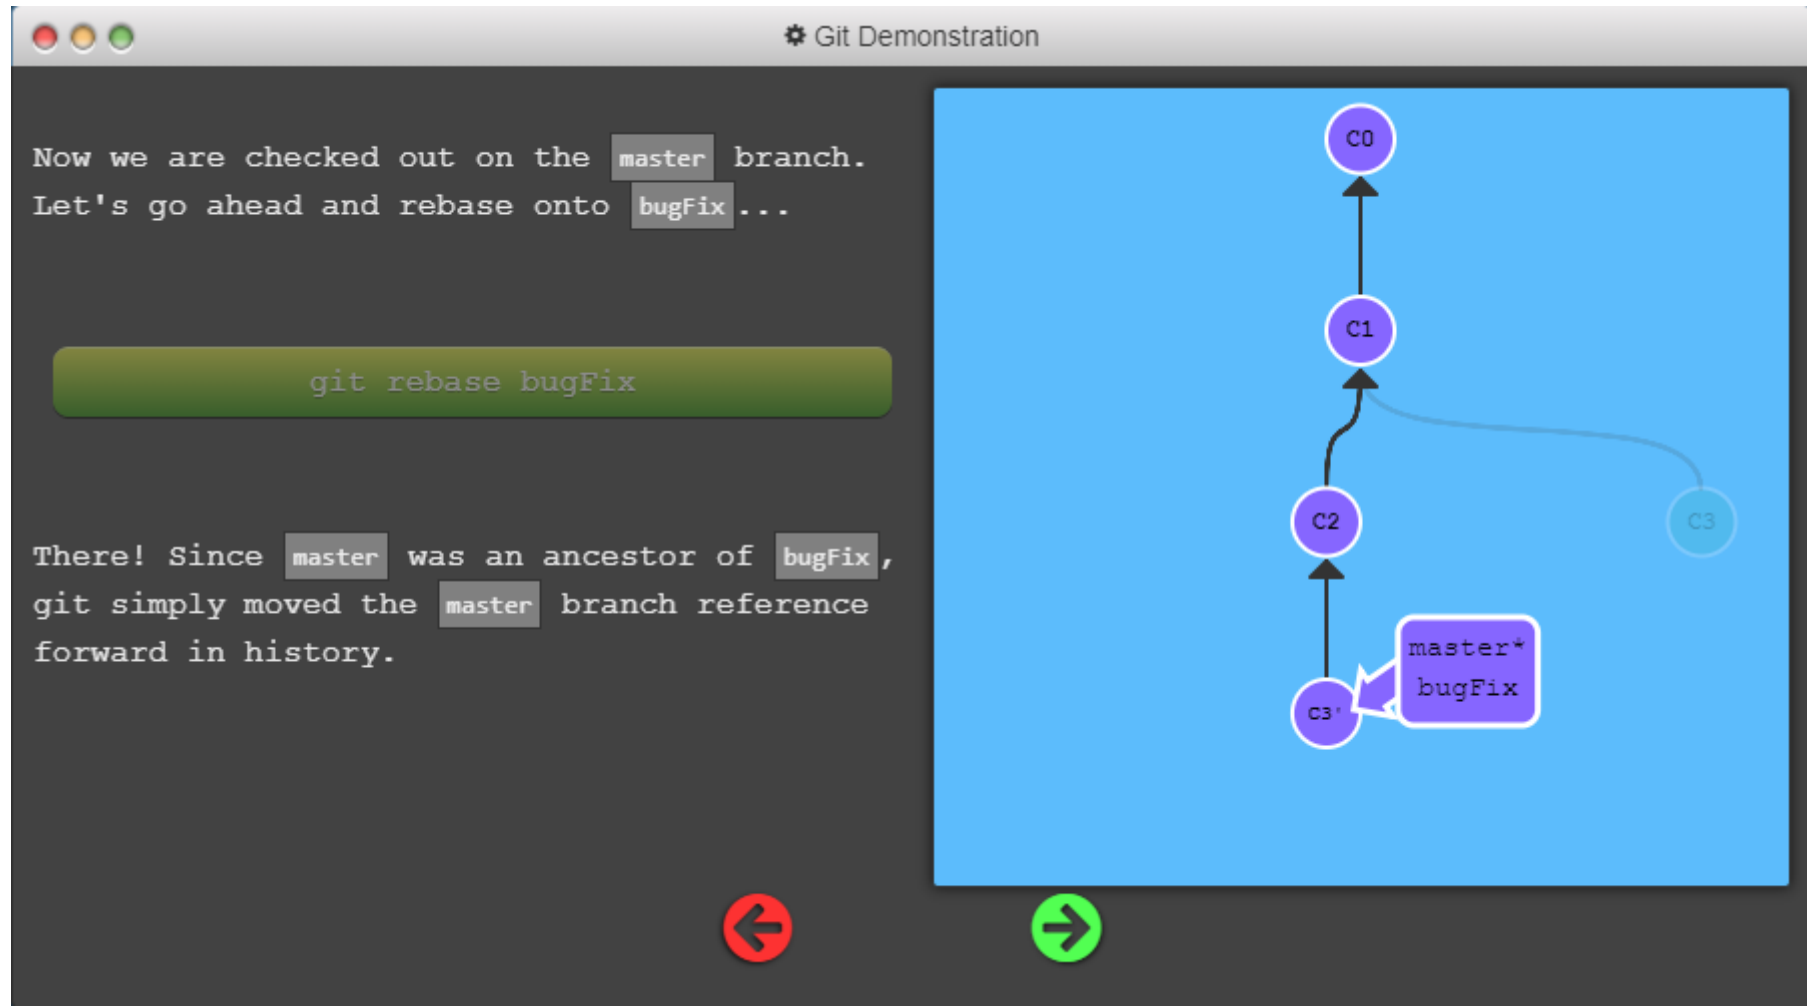 Git Demonstration
Now we are checked out on the master branch.
Let's go ahead and rebase onto bugFix...
git rebase bugFix
There! Since master was an ancestor of bugFix,
git simply moved the master branch reference
forward in history.
C0
C1
C2
C3
C3'
master*
bugFix